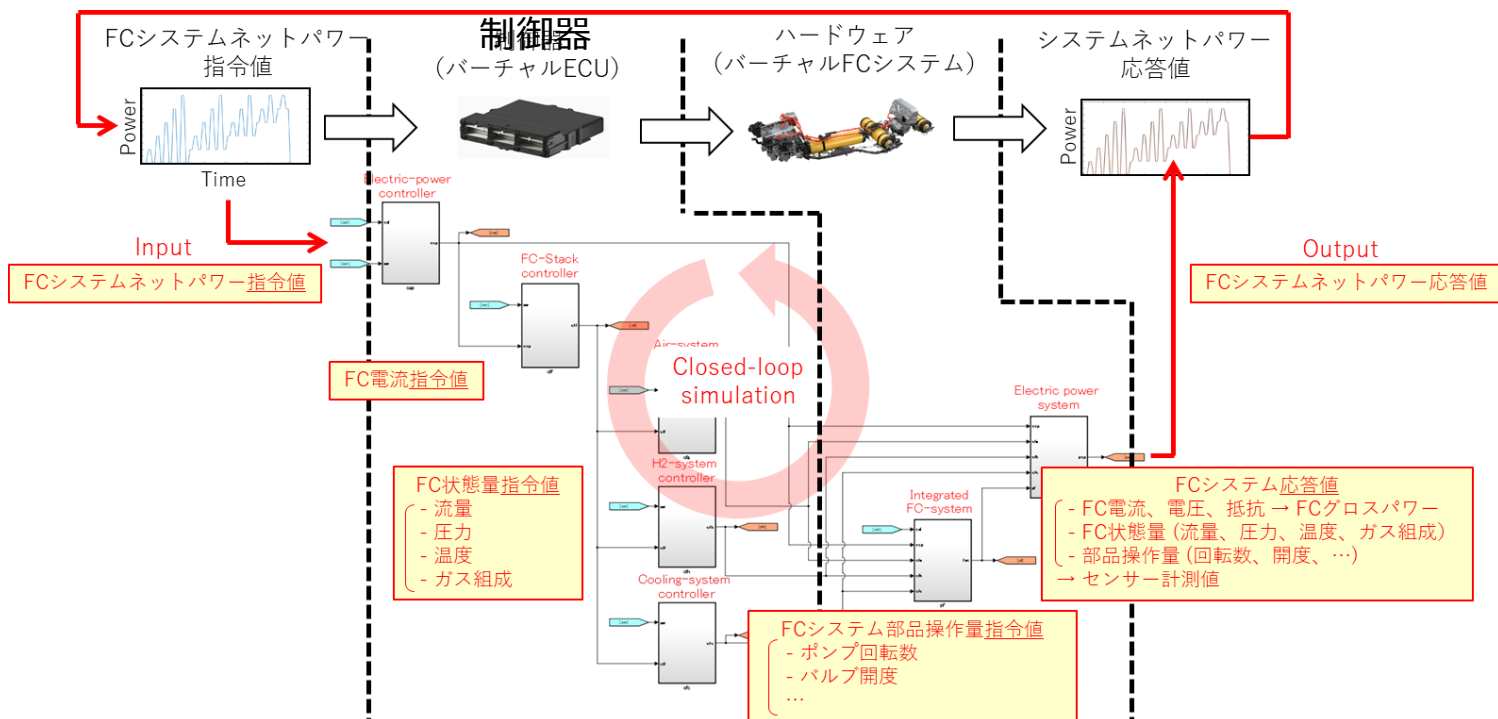 FCシステムネットパワー
指令値
制御器
制御器
（バーチャルECU）
ハードウェア
（バーチャルFCシステム）
システムネットパワー
応答値
Power
Time
Power
Input
FCシステムネットパワー指令値
Output
FCシステムネットパワー応答値
Electric-power
controller
FC-Stack
controller
FC電流指令値
Air-system
Closed-loop
simulation
H2-system
controller
Cooling-system
controller
FC状態量指令値
- 流量
- 圧力
- 温度
- ガス組成
Integrated
FC-system
Electric power
system
FCシステム応答値
- FC電流、電圧、抵抗 → FCグロスパワー
- FC状態量 (流量、圧力、温度、ガス組成)
- 部品操作量 (回転数、開度、…)
→ センサー計測値
FCシステム部品操作量指令値
- ポンプ回転数
- バルブ開度
…